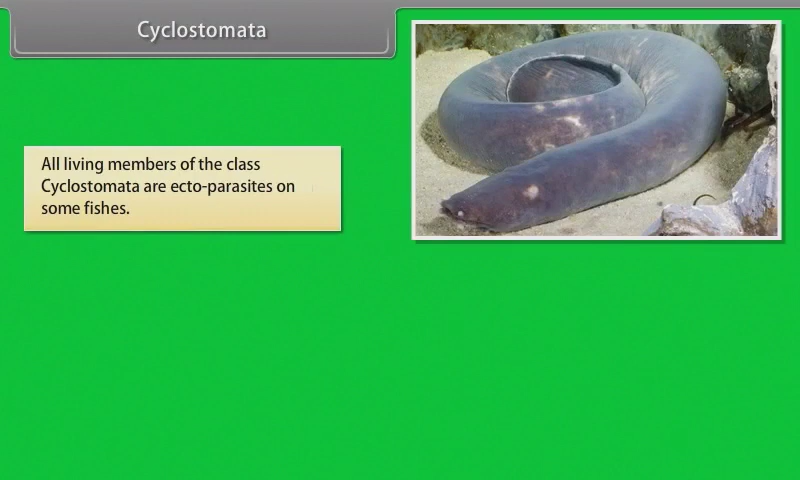 Cyclostomata
All living members of the class
Cyclostomata are ecto-parasites on
some fishes.